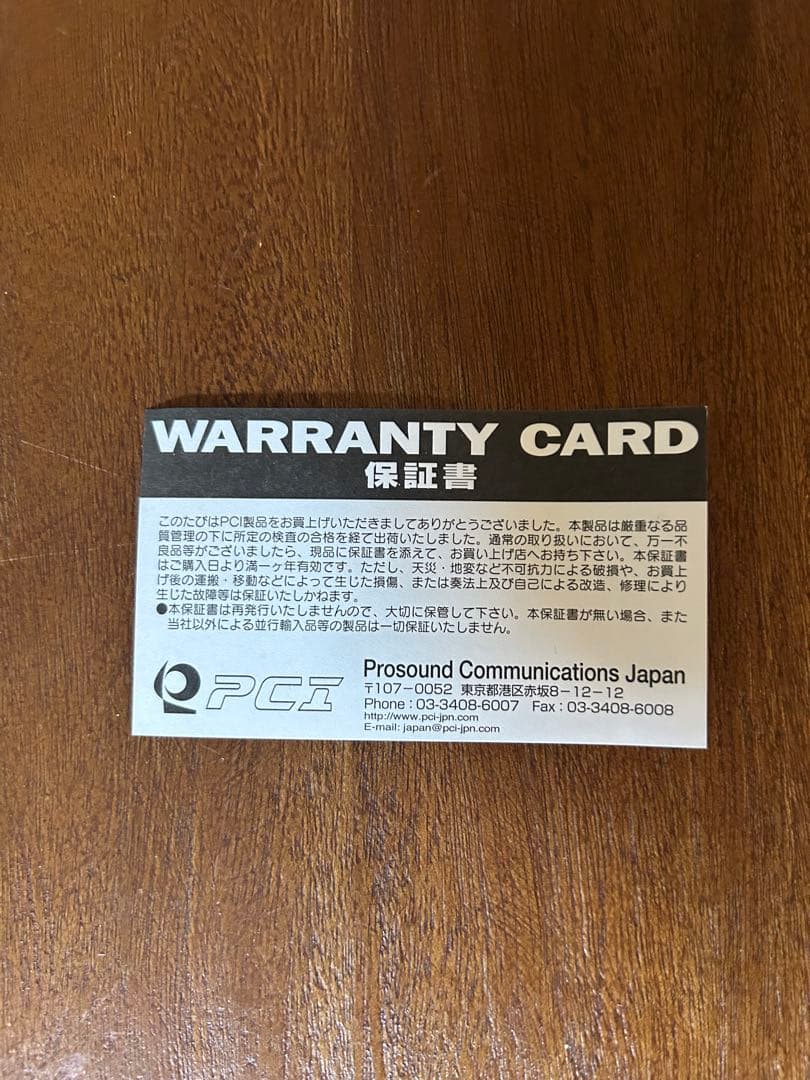 WARRANTY CARD
保証書
このたびはPCI製品をお買上げいただきましてありがとうございました。本製品は厳重なる品
質管理の下に所定の検査の合格を経て出荷いたしました。通常の取り扱いにおいて、万一不
良品等がございましたら、現品に保証書を添えて、お買い上げ店へお持ち下さい。本保証書
はご購入日より満一ヶ年有効です。ただし、天災・地変など不可抗力による破損や、お買上
げ後の運搬・移動などによって生じた損傷、または奏法上及び自己による改造、修理により
生じた故障等は保証いたしかねます。
●本保証書は再発行いたしませんので、大切に保管して下さい。本保証書が無い場合、また
当社以外による並行輸入品等の製品は一切保証いたしません。
PCI
Prosound Communications Japan
〒107-0052 東京都港区赤坂8-12-12
Phone : 03-3408-6007 Fax : 03-3408-6008
http://www.pci-jpn.com
E-mail: japan@pci-jpn.com